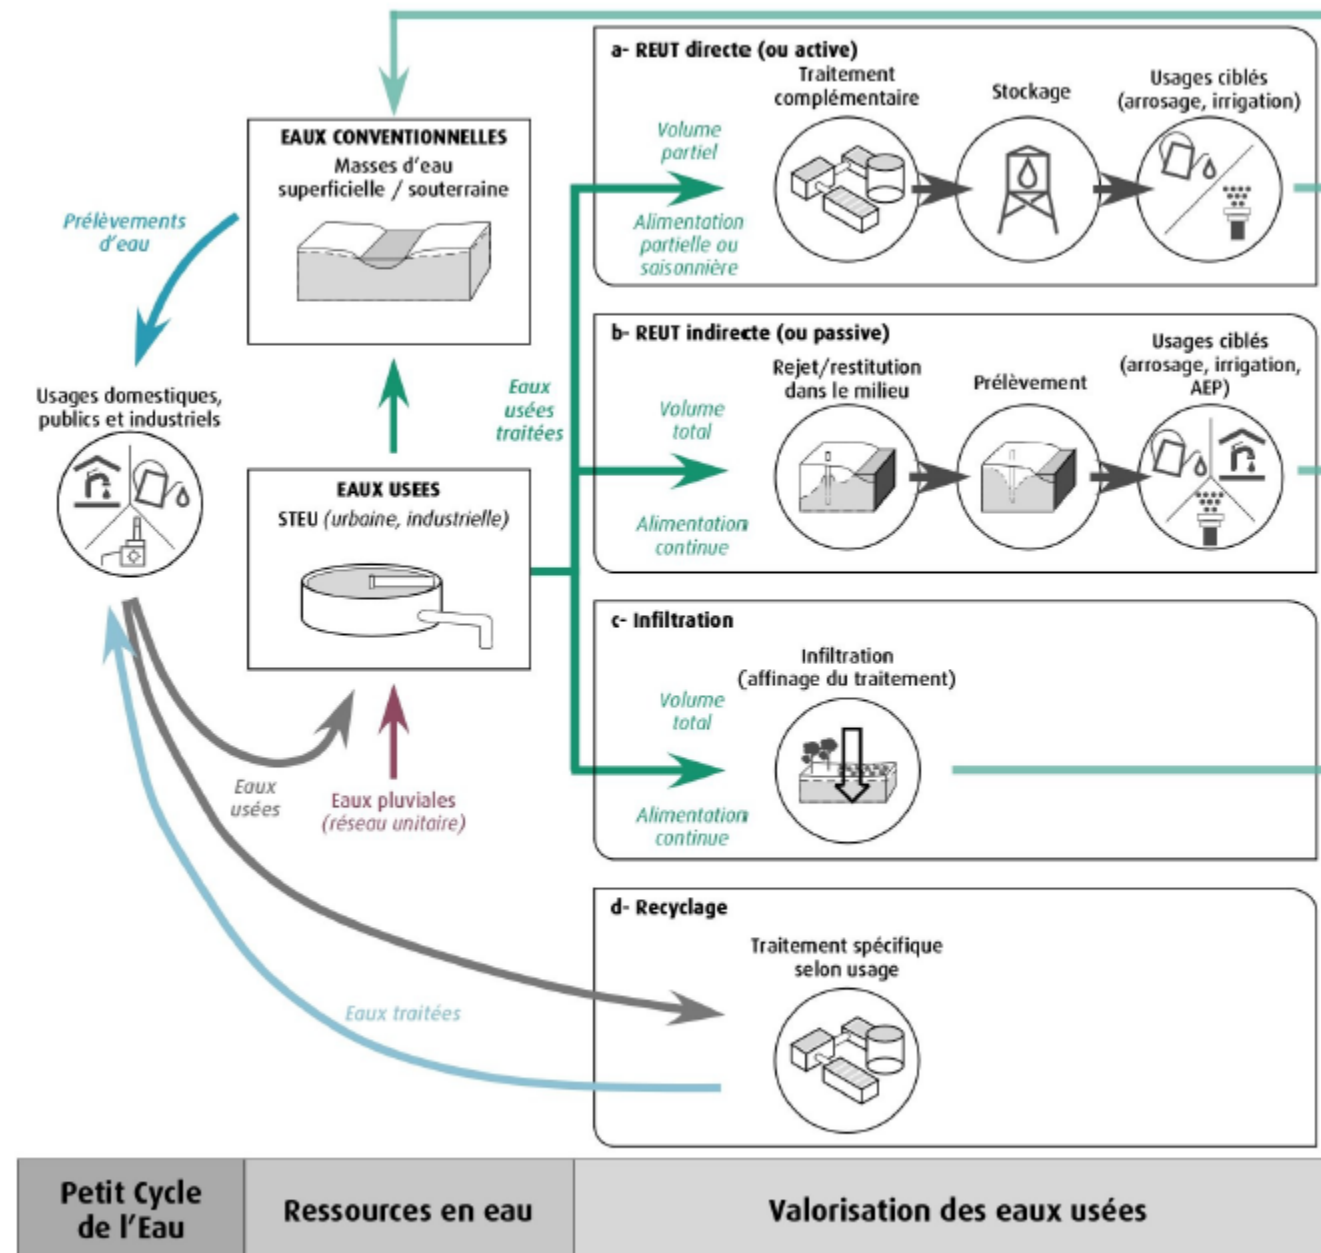 a- REUT directe (ou active)
Traitement
complémentaire
Stockage
Usages ciblés
(arrosage, irrigation)
Volume
partiel
Alimentation
partielle ou
saisonnière
EAUX CONVENTIONNELLES
Masses d'eau
superficielle / souterraine
Prélèvements
d'eau
b- REUT indirecte (ou passive)
Rejet/restitution
dans le milieu
Prélèvement
Usages ciblés
(arrosage, irrigation,
AEP)
Volume
total
Alimentation
continue
Eaux
usées
traitées
Usages domestiques,
publics et industriels
EAUX USEES
STEU (urbaine, industrielle)
c- Infiltration
Infiltration
(affinage du traitement)
Volume
total
Alimentation
continue
Eaux
usées
Eaux pluviales
(réseau unitaire)
d- Recyclage
Traitement spécifique
selon usage
Eaux traitées
Petit Cycle
de l'Eau
Ressources en eau
Valorisation des eaux usées